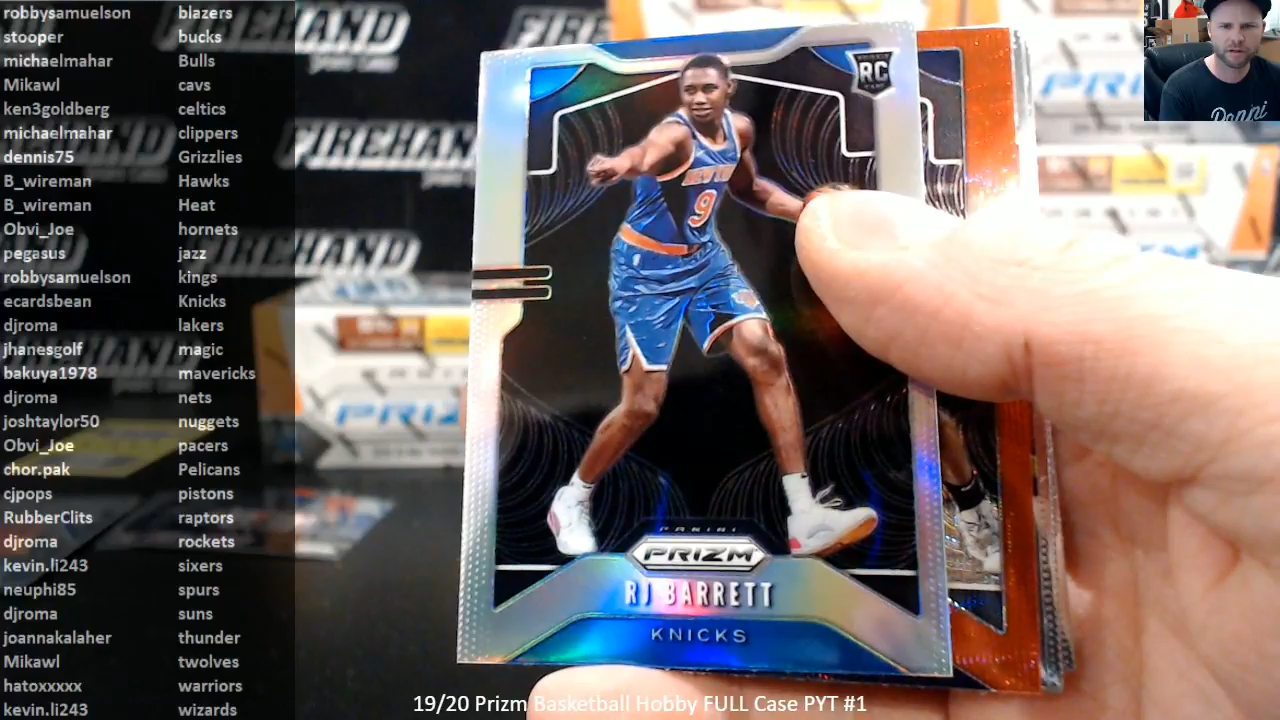 robbysamuelson blazers
stooper bucks
michaelmahar Bulls
Mikawl cavs
ken3goldberg celtics
michaelmahar clippers
dennis75 Grizzlies
B_wireman Hawks
B_wireman Heat
Obvi_Joe hornets
pegasus jazz
robbysamuelson kings
ecardsbean Knicks
djroma lakers
jhanesgolf magic
bakuya1978 mavericks
djroma nets
joshtaylor50 nuggets
Obvi_Joe pacers
chor.pak Pelicans
cjpops pistons
RubberClits raptors
djroma rockets
kevin.li243 sixers
neuphi85 spurs
djroma suns
joannakalaher thunder
Mikawl twolves
hatoxxxxx warriors
kevin.li243 wizards
FIREHAND
FIREHAND
FIREHAND
PRIZ
RC
NEW YORK
9
PANINI
PRIZM
RJ BARRETT
KNICKS
19/20 Prizm Basketball Hobby FULL Case PYT #1